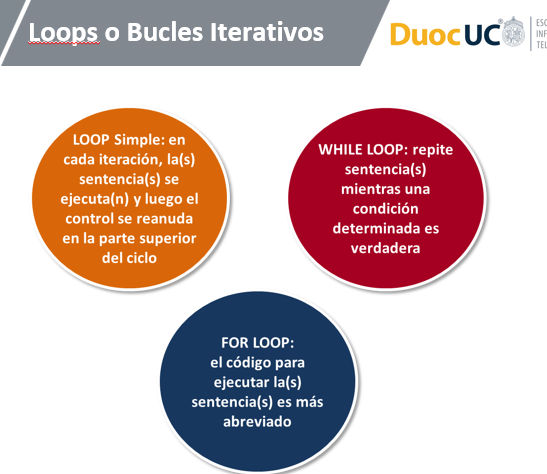 Loops o Bucles Iterativos
DuocUC
ESC
INF
TEL
LOOP Simple: en
cada iteración, la(s)
sentencia(s) se
ejecuta(n) y luego el
control se reanuda
en la parte superior
del ciclo
WHILE LOOP: repite
sentencia(s)
mientras una
condición
determinada es
verdadera
FOR LOOP:
el código para
ejecutar la(s)
sentencia(s) es más
abreviado